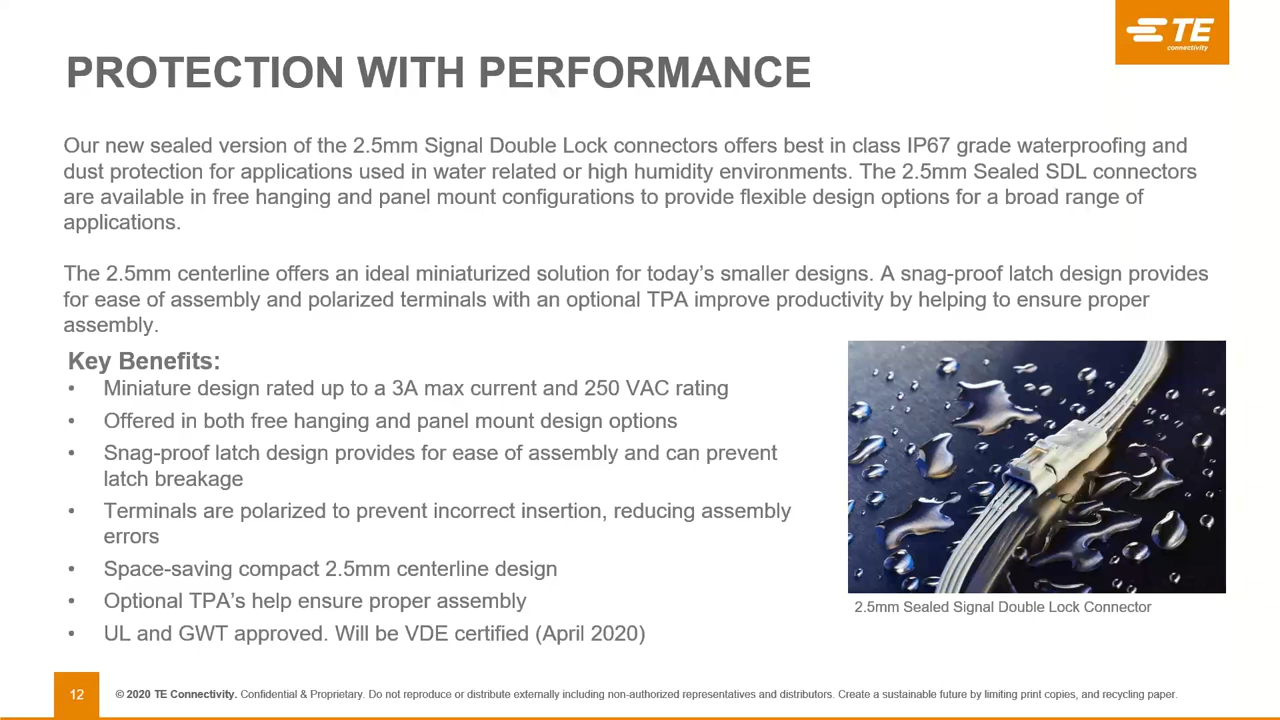 TE
connectivity
PROTECTION WITH PERFORMANCE
Our new sealed version of the 2.5mm Signal Double Lock connectors offers best in class IP67 grade waterproofing and
dust protection for applications used in water related or high humidity environments. The 2.5mm Sealed SDL connectors
are available in free hanging and panel mount configurations to provide flexible design options for a broad range of
applications.
The 2.5mm centerline offers an ideal miniaturized solution for today's smaller designs. A snag-proof latch design provides
for ease of assembly and polarized terminals with an optional TPA improve productivity by helping to ensure proper
assembly.
Key Benefits:
• Miniature design rated up to a 3A max current and 250 VAC rating
• Offered in both free hanging and panel mount design options
• Snag-proof latch design provides for ease of assembly and can prevent
latch breakage
• Terminals are polarized to prevent incorrect insertion, reducing assembly
errors
• Space-saving compact 2.5mm centerline design
• Optional TPA's help ensure proper assembly
• UL and GWT approved. Will be VDE certified (April 2020)
2.5mm Sealed Signal Double Lock Connector
12
© 2020 TE Connectivity. Confidential & Proprietary. Do not reproduce or distribute externally including non-authorized representatives and distributors. Create a sustainable future by limiting print copies, and recycling paper.